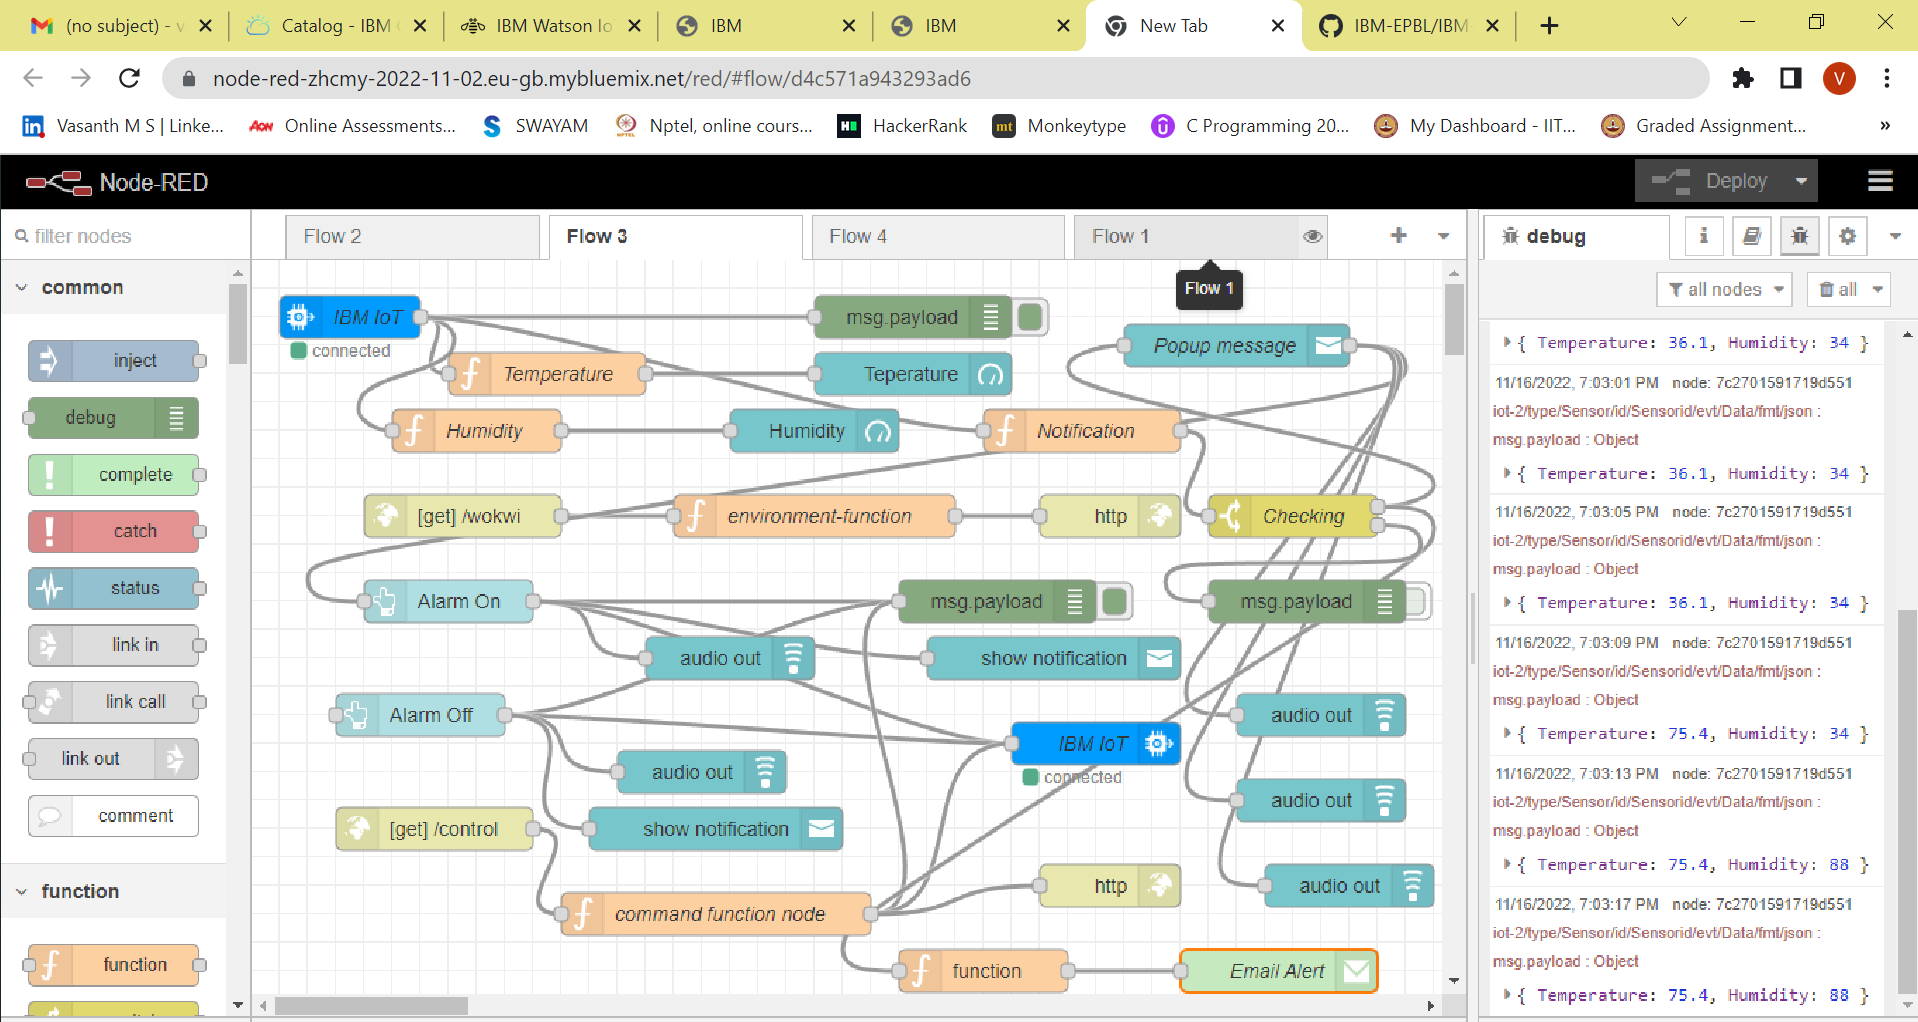 (no subject) - v
Catalog - IBM C
IBM Watson Io
IBM
IBM
New Tab
IBM-EPBL/IBM-
node-red-zhcmy-2022-11-02.eu-gb.mybluemix.net/red/#flow/d4c571a943293ad6
V
in Vasanth M S | Linke...
AON Online Assessments...
S SWAYAM
NPTEL Nptel, online cours...
H HackerRank
mt Monkeytype
C Programming 20...
My Dashboard - IIT...
Graded Assignment...
»
Node-RED
Deploy
filter nodes
Flow 2
Flow 3
Flow 4
Flow 1
debug
i
Flow 1
all nodes
all
common
inject
debug
complete
catch
status
link in
link call
link out
comment
function
function
IBM IoT
connected
msg.payload
Popup message
Temperature
Teperature
Humidity
Humidity
Notification
[get] /wokwi
environment-function
http
Checking
Alarm On
msg.payload
msg.payload
audio out
show notification
Alarm Off
audio out
IBM IoT
connected
audio out
audio out
[get] /control
show notification
http
audio out
command function node
function
Email Alert
{ Temperature: 36.1, Humidity: 34 }
11/16/2022, 7:03:01 PM node: 7c2701591719d551
iot-2/type/Sensor/id/Sensorid/evt/Data/fmt/json :
msg.payload : Object
{ Temperature: 36.1, Humidity: 34 }
11/16/2022, 7:03:05 PM node: 7c2701591719d551
iot-2/type/Sensor/id/Sensorid/evt/Data/fmt/json :
msg.payload : Object
{ Temperature: 36.1, Humidity: 34 }
11/16/2022, 7:03:09 PM node: 7c2701591719d551
iot-2/type/Sensor/id/Sensorid/evt/Data/fmt/json :
msg.payload : Object
{ Temperature: 75.4, Humidity: 34 }
11/16/2022, 7:03:13 PM node: 7c2701591719d551
iot-2/type/Sensor/id/Sensorid/evt/Data/fmt/json :
msg.payload : Object
{ Temperature: 75.4, Humidity: 88 }
11/16/2022, 7:03:17 PM node: 7c2701591719d551
iot-2/type/Sensor/id/Sensorid/evt/Data/fmt/json :
msg.payload : Object
{ Temperature: 75.4, Humidity: 88 }